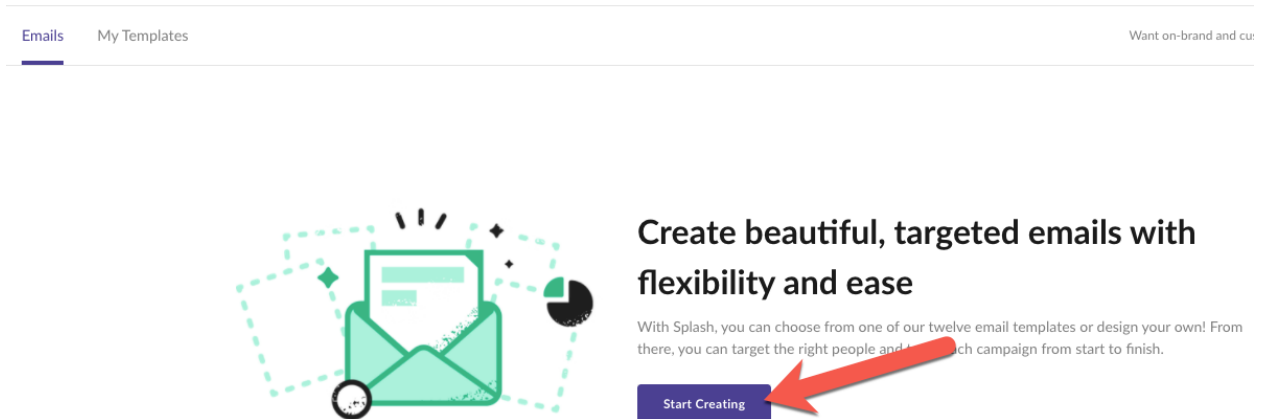 Emails
My Templates
Want on-brand and cus
Create beautiful, targeted emails with
flexibility and ease
With Splash, you can choose from one of our twelve email templates or design your own! From
there, you can target the right people and ach campaign from start to finish.
Start Creating